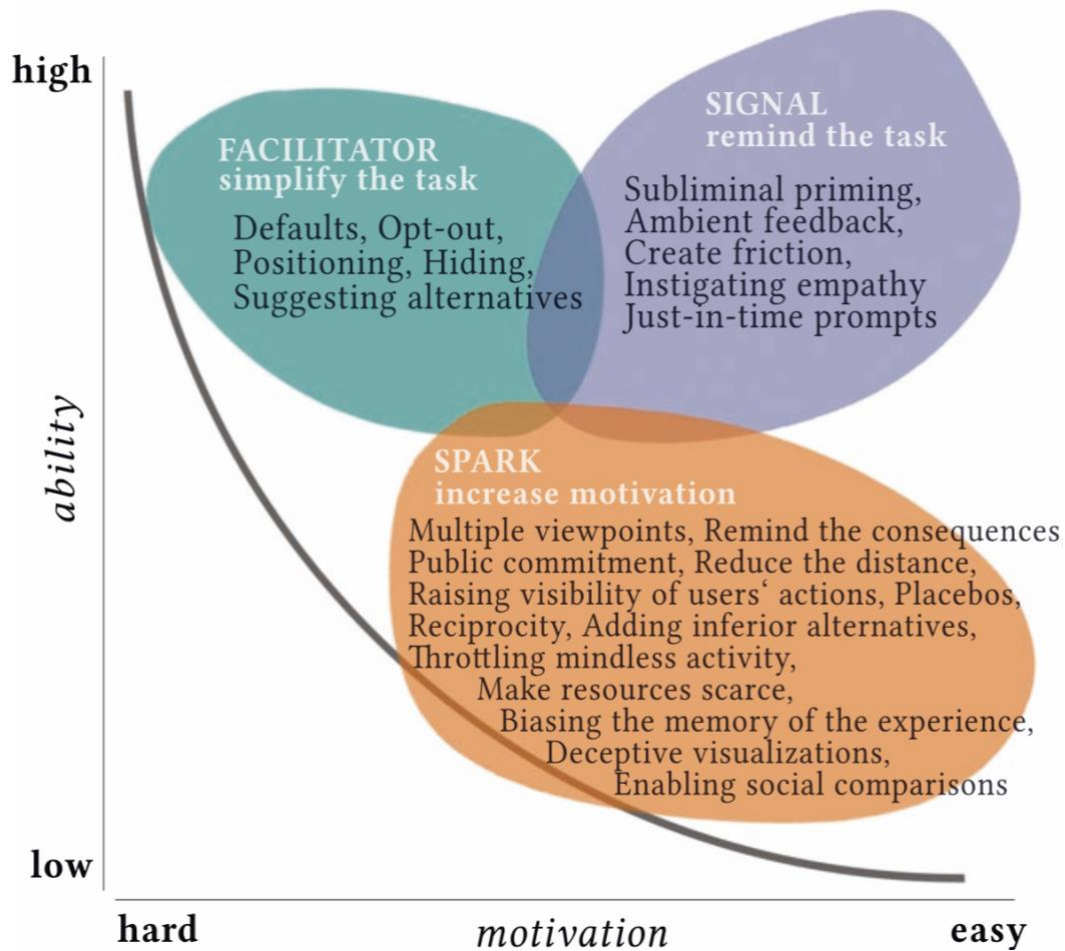 high
FACILITATOR
simplify the task
Defaults, Opt-out,
Positioning, Hiding,
Suggesting alternatives
SIGNAL
remind the task
Subliminal priming,
Ambient feedback,
Create friction,
Instigating empathy
Just-in-time prompts
ability
SPARK
increase motivation
Multiple viewpoints, Remind the consequences,
Public commitment, Reduce the distance,
Raising visibility of users‘ actions, Placebos,
Reciprocity, Adding inferior alternatives,
Throttling mindless activity,
Make resources scarce,
Biasing the memory of the experience,
Deceptive visualizations,
Enabling social comparisons
low
hard
motivation
easy